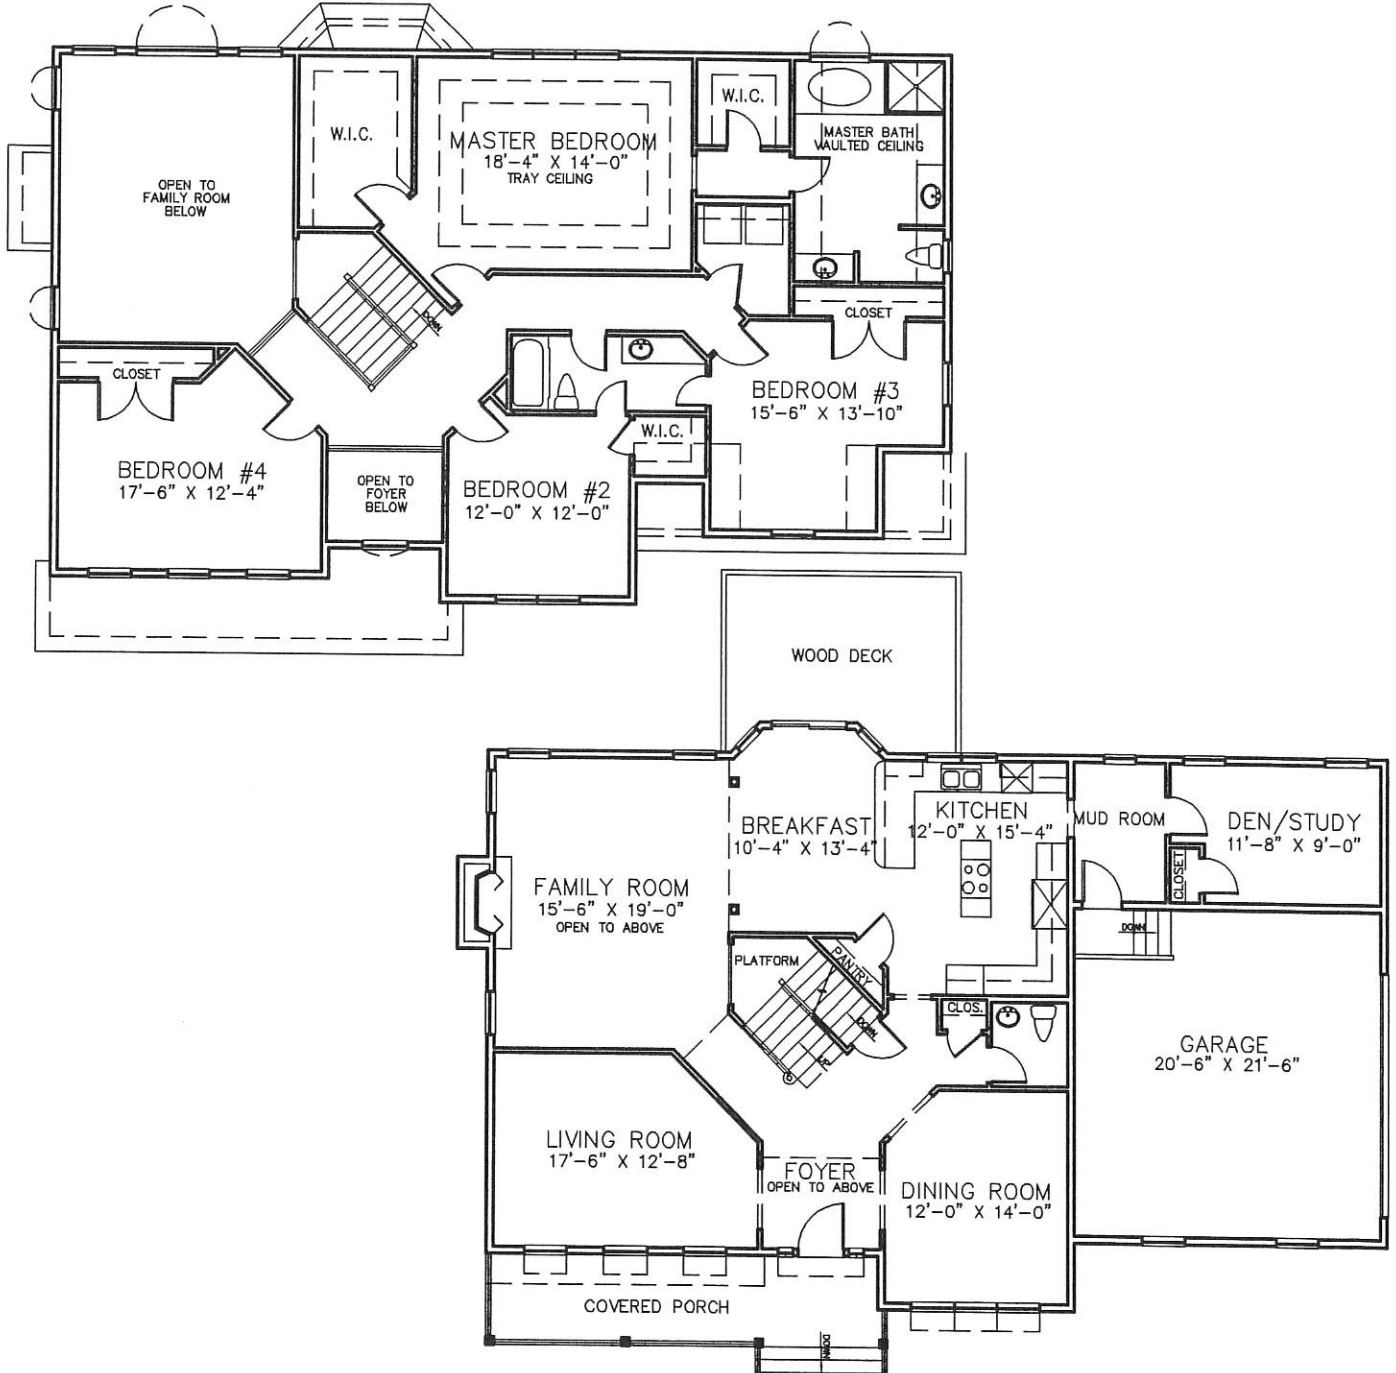 W.I.C.
MASTER BEDROOM
18'-4" X 14'-0"
TRAY CEILING
W.I.C.
MASTER BATH
VAULTED CEILING
OPEN TO
FAMILY ROOM
BELOW
DOWN
CLOSET
CLOSET
BEDROOM #3
15'-6" X 13'-10"
W.I.C.
BEDROOM #4
17'-6" X 12'-4"
OPEN TO
FOYER
BELOW
BEDROOM #2
12'-0" X 12'-0"
WOOD DECK
BREAKFAST
10'-4" X 13'-4"
KITCHEN
12'-0" X 15'-4"
MUD ROOM
DEN/STUDY
11'-8" X 9'-0"
CLOSET
FAMILY ROOM
15'-6" X 19'-0"
OPEN TO ABOVE
DOWN
PLATFORM
PANTRY
CLOS.
DOWN
UP
GARAGE
20'-6" X 21'-6"
LIVING ROOM
17'-6" X 12'-8"
FOYER
OPEN TO ABOVE
DINING ROOM
12'-0" X 14'-0"
COVERED PORCH
DOWN